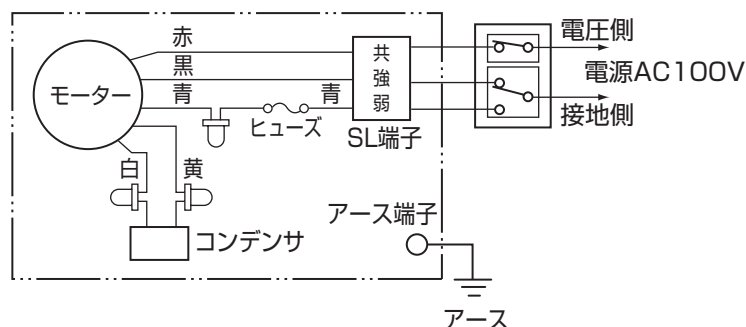 赤
黒
青
青
モーター
ヒューズ
共
強
弱
SL端子
電圧側
電源AC100V
接地側
白
黄
コンデンサ
アース端子
アース